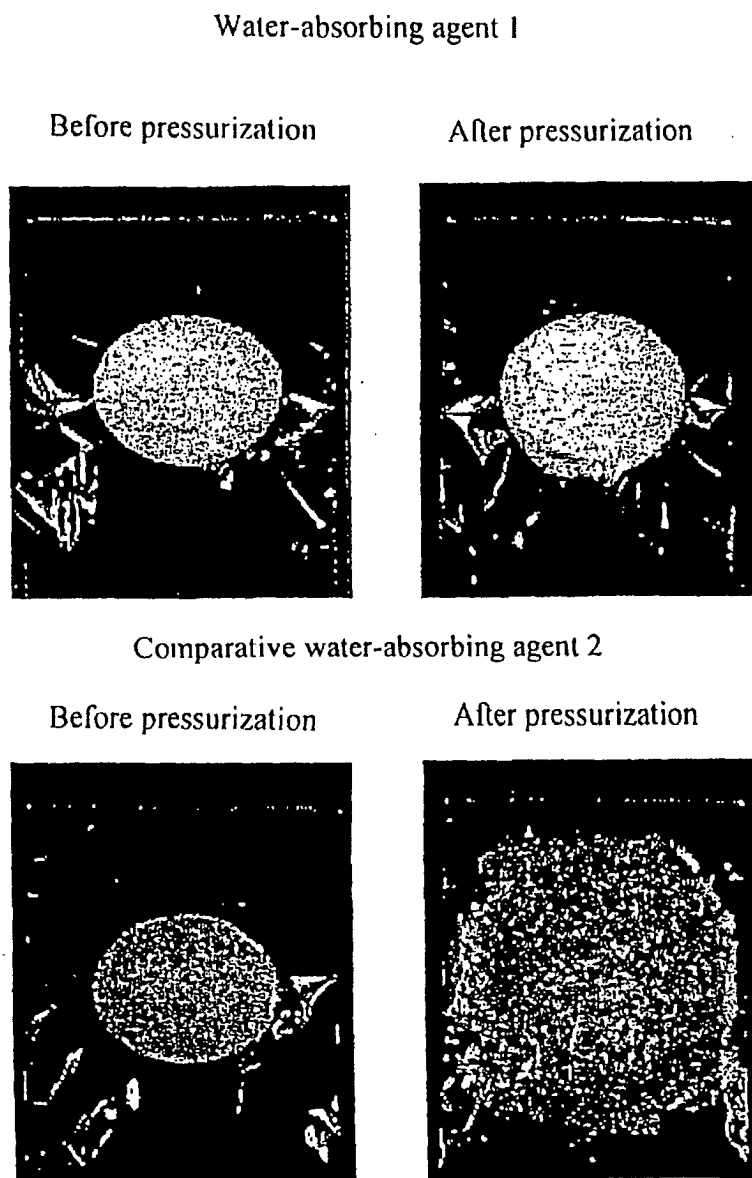 Water-absorbing agent 1
Before pressurization After pressurization
Comparative water-absorbing agent 2
Before pressurization After pressurization